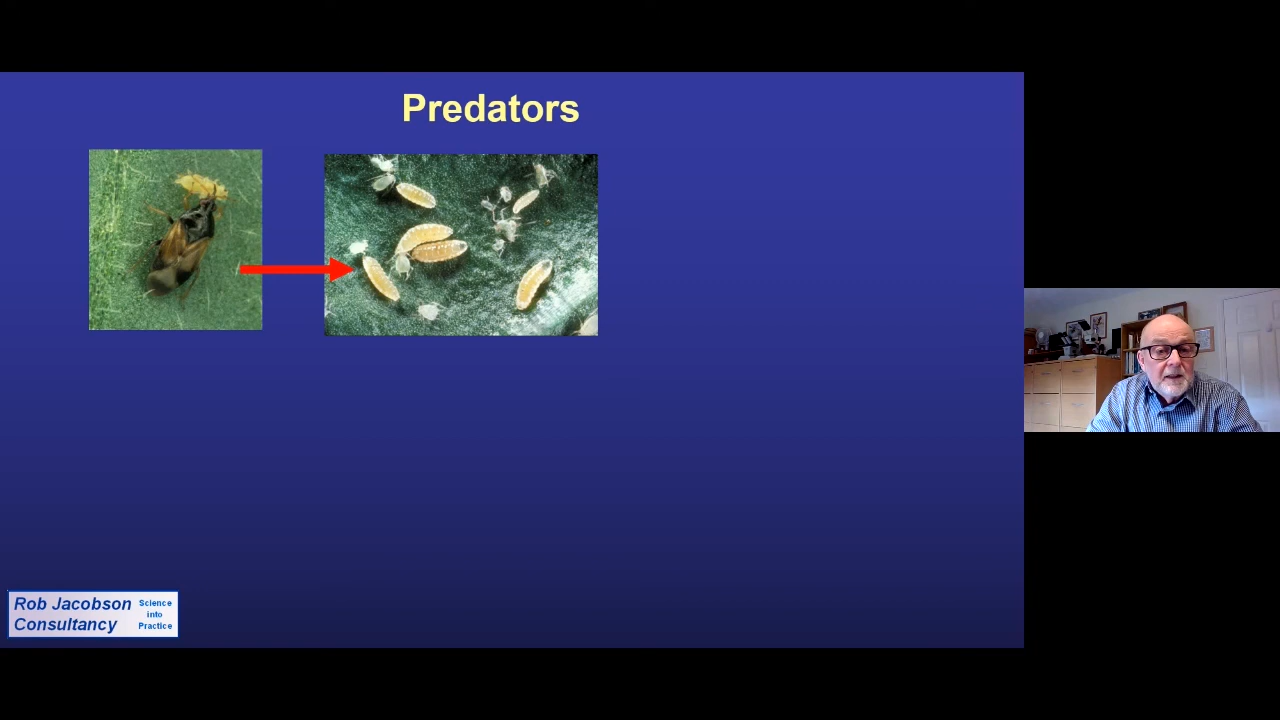 Predators
Rob Jacobson
Consultancy
Science
into
Practice